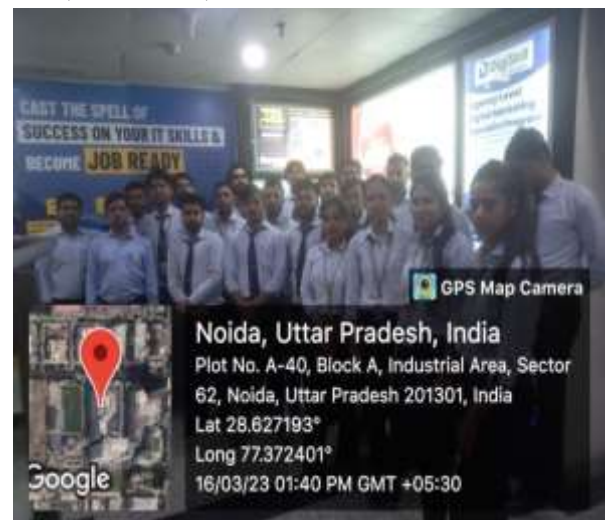 CAST THE SPELL OF
SUCCESS ON YOUR IT SKILLS &
BECOME JOB READY
GPS Map Camera
Noida, Uttar Pradesh, India
Plot No. A-40, Block A, Industrial Area, Sector
62, Noida, Uttar Pradesh 201301, India
Lat 28.627193°
Long 77.372401°
16/03/23 01:40 PM GMT +05:30
Google